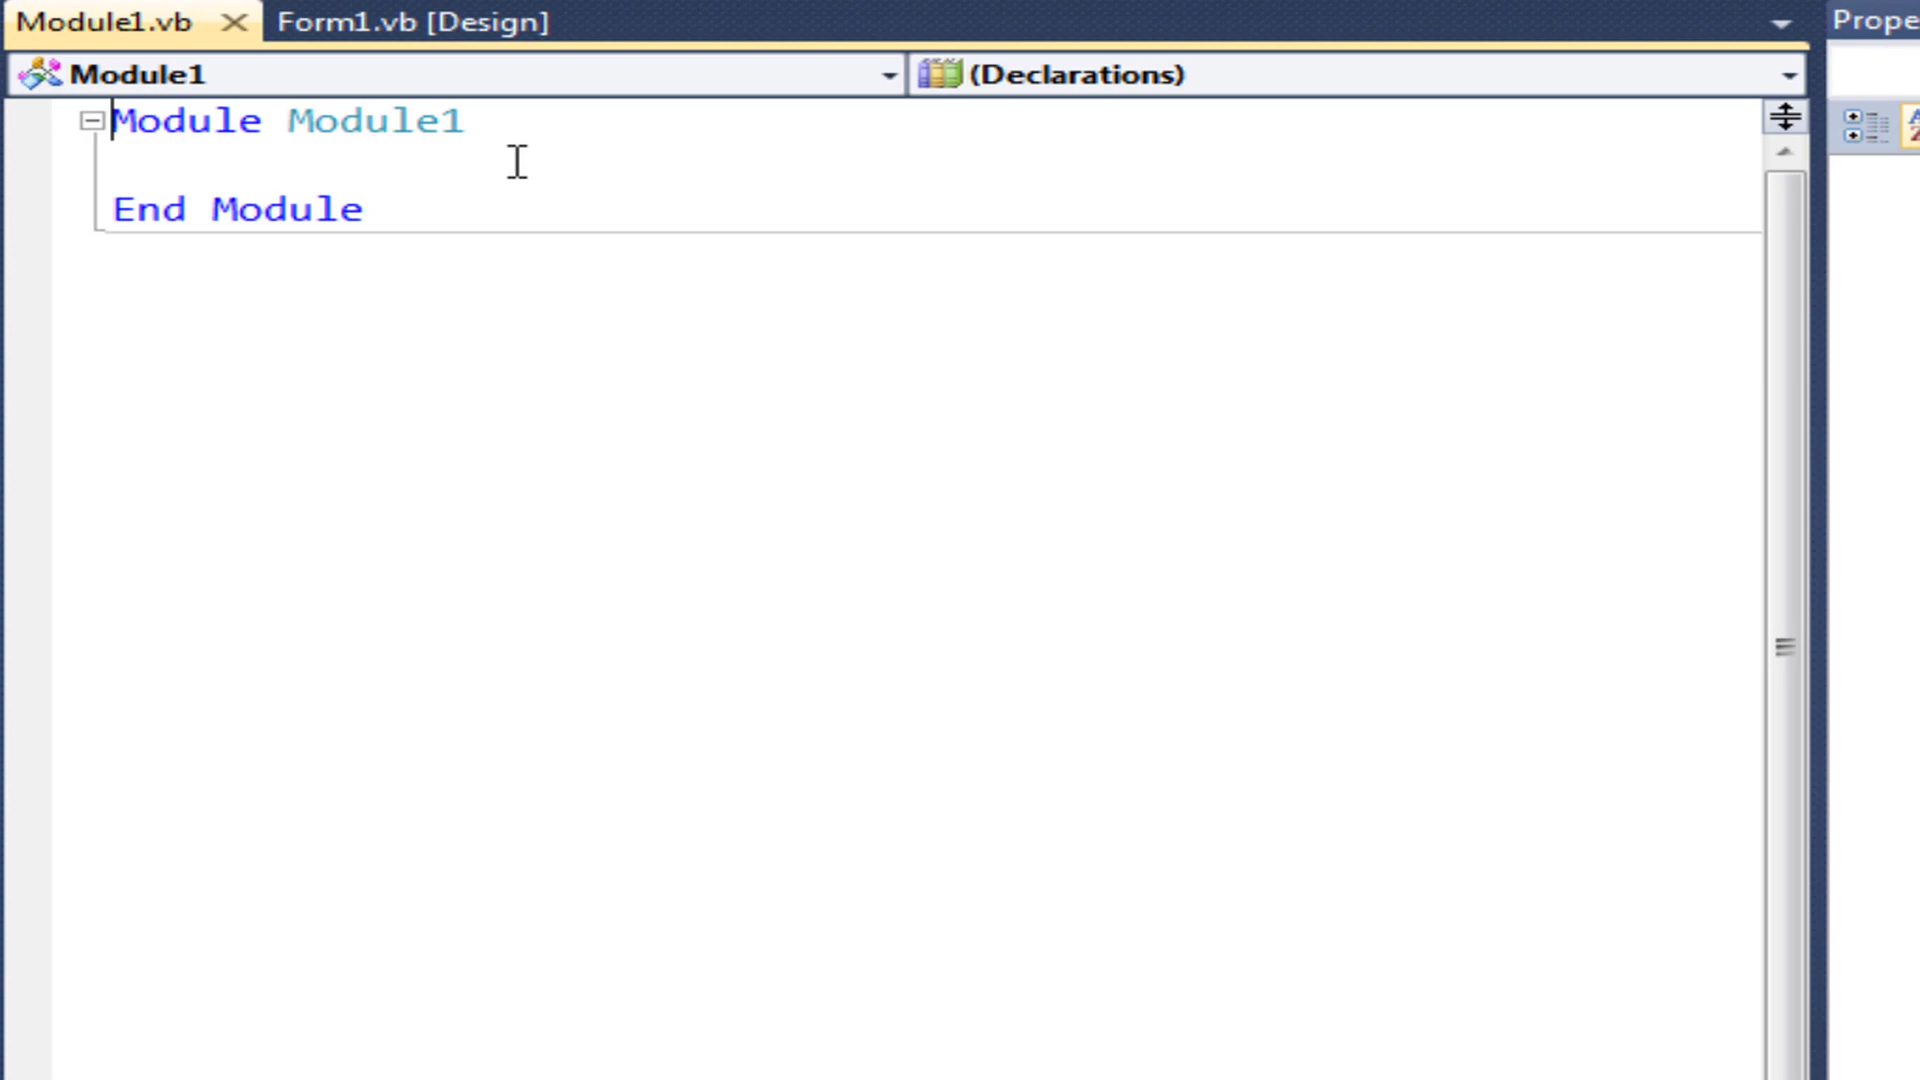 Module1.vb Form1.vb [Design] Prope
Module1 (Declarations)
Module Module1
End Module